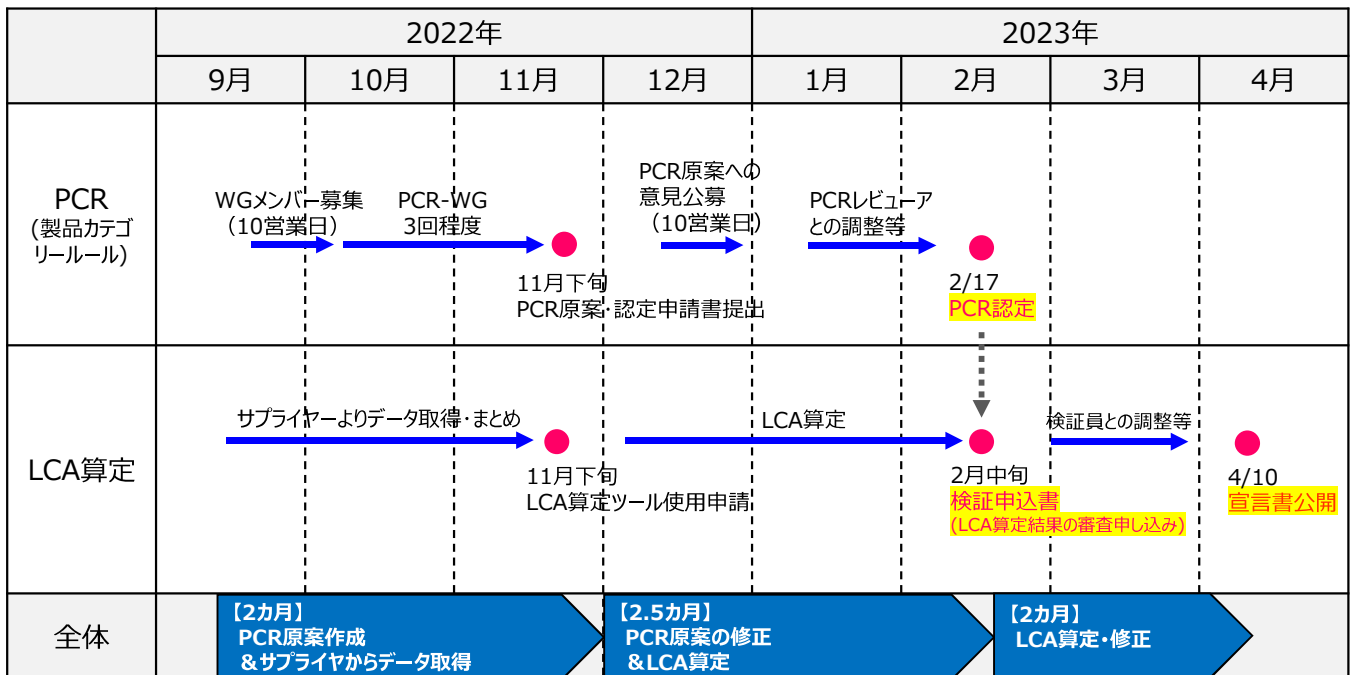 2022年
2023年
9月
10月
11月
12月
1月
2月
3月
4月
PCR
(製品カテゴ
リールール)
WGメンバー募集
（10営業日）
PCR-WG
3回程度
11月下旬
PCR原案・認定申請書提出
PCR原案への
意見公募
（10営業日）
PCRレビューア
との調整等
2/17
PCR認定
LCA算定
サプライヤーよりデータ取得・まとめ
11月下旬
LCA算定ツール使用申請
LCA算定
2月中旬
検証申込書
(LCA算定結果の審査申し込み)
検証員との調整等
4/10
宣言書公開
全体
【2カ月】
PCR原案作成
＆サプライヤからデータ取得
【2.5カ月】
PCR原案の修正
＆LCA算定
【2カ月】
LCA算定・修正